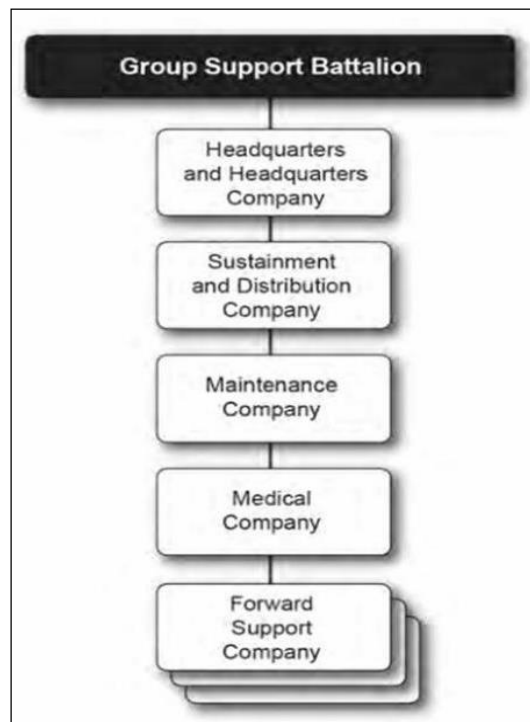 Group Support Battalion
Headquarters
and Headquarters
Company
Sustainment
and Distribution
Company
Maintenance
Company
Medical
Company
Forward
Support
Company